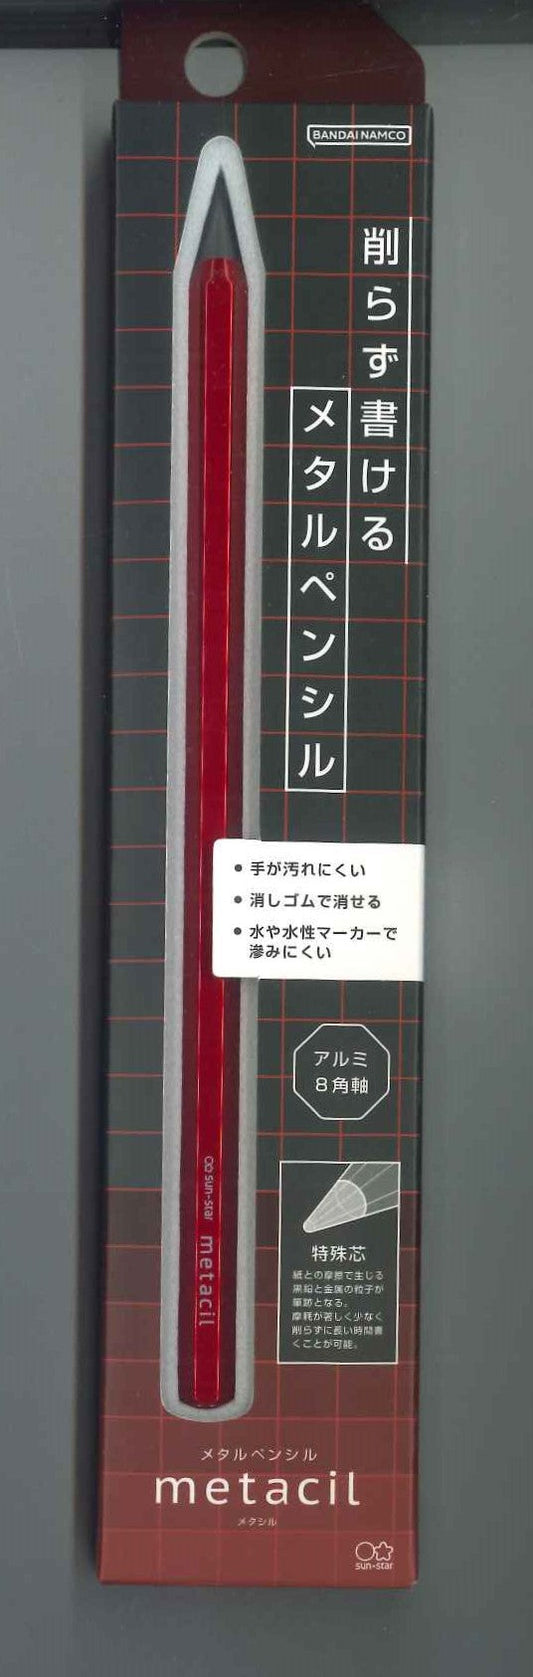 BANDAI NAMCO
削らず書ける
メタルペンシル
• 手が汚れにくい
• 消しゴムで消せる
• 水や水性マーカーで
滲みにくい
アルミ
8角軸
特殊芯
紙との摩擦で生じる
黒鉛と金属の粒子が
筆跡となる。
摩耗が著しく少なく
削らずに長い時間書
くことが可能。
sun-star metacil
メタルペンシル
metacil
メタシル
sun-star